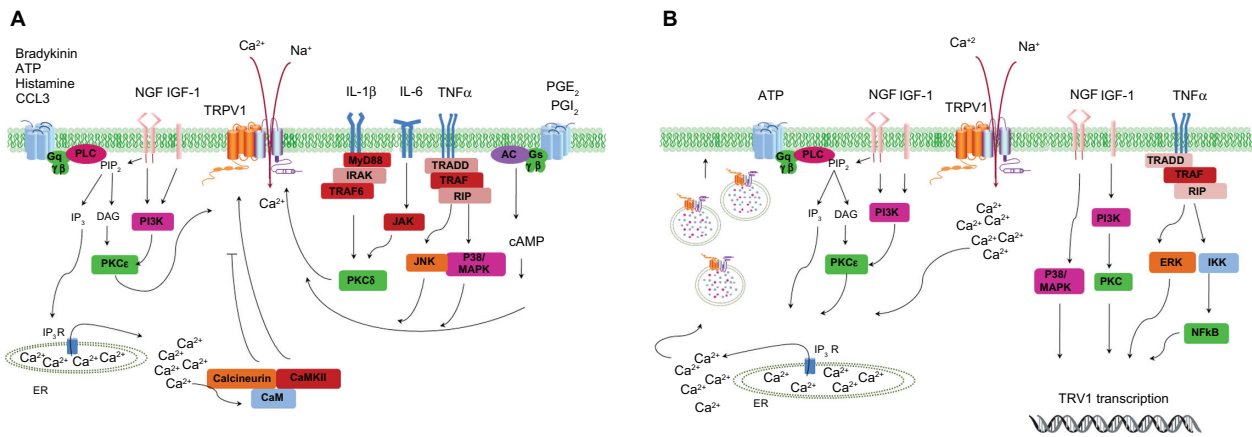 A
Bradykinin
ATP
Histamine
CCL3
NGF IGF-1
TRPV1
Ca²⁺
Na⁺
IL-1β
IL-6
TNFα
PGE₂
PGI₂
Gq
γ β
PLC
PIP₂
IP₃
DAG
PI3K
PKCε
IP₃R
Ca²⁺ Ca²⁺ Ca²⁺ Ca²⁺
ER
Ca²⁺
MyD88
IRAK
TRAF6
JAK
PKCδ
TRADD
TRAF
RIP
JNK
P38/
MAPK
AC
Gs
γ β
cAMP
Ca²⁺
Ca²⁺
Ca²⁺ Ca²⁺
Ca²⁺ Ca²⁺
Ca²⁺
Calcineurin
CaMKII
CaM
B
ATP
NGF IGF-1
TRPV1
Ca⁺²
Na⁺
NGF IGF-1
TNFα
Gq
γ β
PLC
PIP₂
IP₃
DAG
PI3K
PKCε
Ca²⁺
Ca²⁺ Ca²⁺
Ca²⁺ Ca²⁺
Ca²⁺
P38/
MAPK
PI3K
PKC
TRADD
TRAF
RIP
ERK
IKK
NFkB
Ca²⁺
Ca²⁺
Ca²⁺ Ca²⁺
Ca²⁺ Ca²⁺
Ca²⁺
IP₃ R
Ca²⁺ Ca²⁺ Ca²⁺
Ca²⁺ Ca²⁺
ER
TRV1 transcription